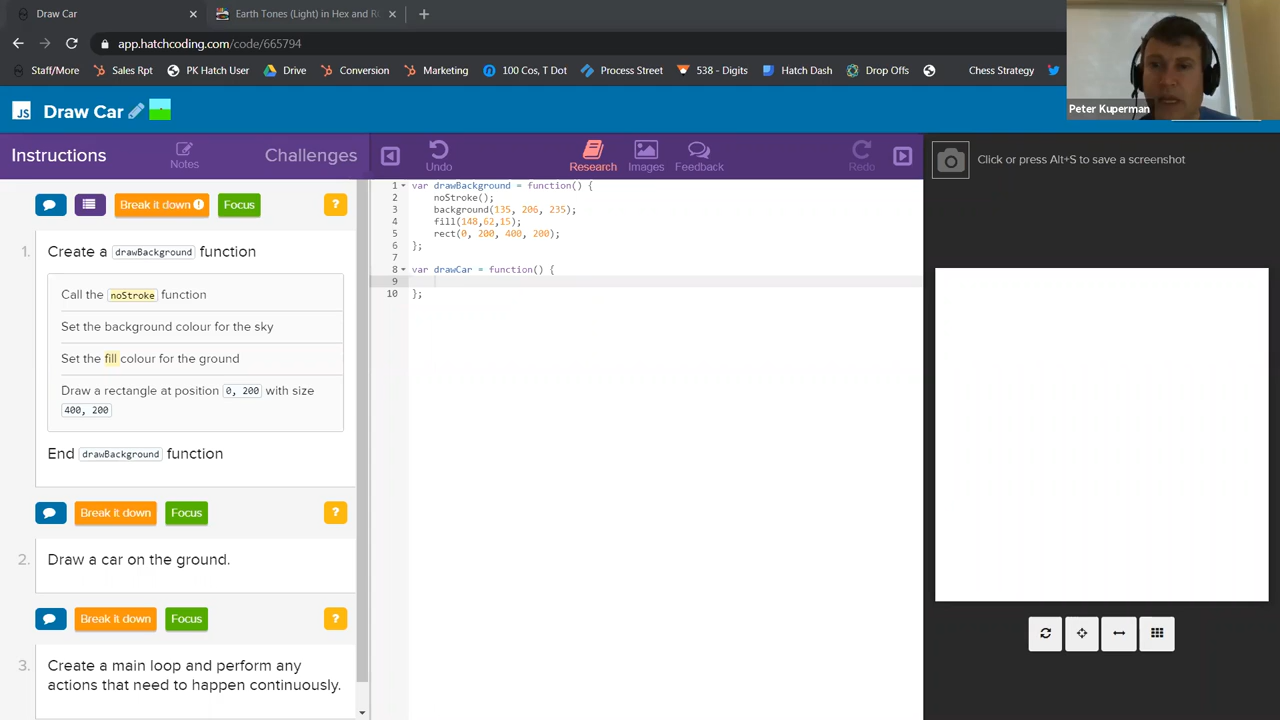 Draw Car
Earth Tones (Light) in Hex and R
app.hatchcoding.com/code/665794
Staff/More
Sales Rpt
PK Hatch User
Drive
Conversion
Marketing
100 Cos, T Dot
Process Street
538 - Digits
Hatch Dash
Drop Offs
Chess Strategy
Peter Kuperman
JS Draw Car
Instructions
Notes
Challenges
Undo
Research
Images
Feedback
Redo
Click or press Alt+S to save a screenshot
Break it down
Focus
?
1. Create a drawBackground function
Call the noStroke function
Set the background colour for the sky
Set the fill colour for the ground
Draw a rectangle at position 0, 200 with size
400, 200
End drawBackground function
Break it down
Focus
?
2. Draw a car on the ground.
Break it down
Focus
?
3. Create a main loop and perform any
actions that need to happen continuously.
1 var drawBackground = function() {
2 noStroke();
3 background(135, 206, 235);
4 fill(148,62,15);
5 rect(0, 200, 400, 200);
6 };
7
8 var drawCar = function() {
9
10 };